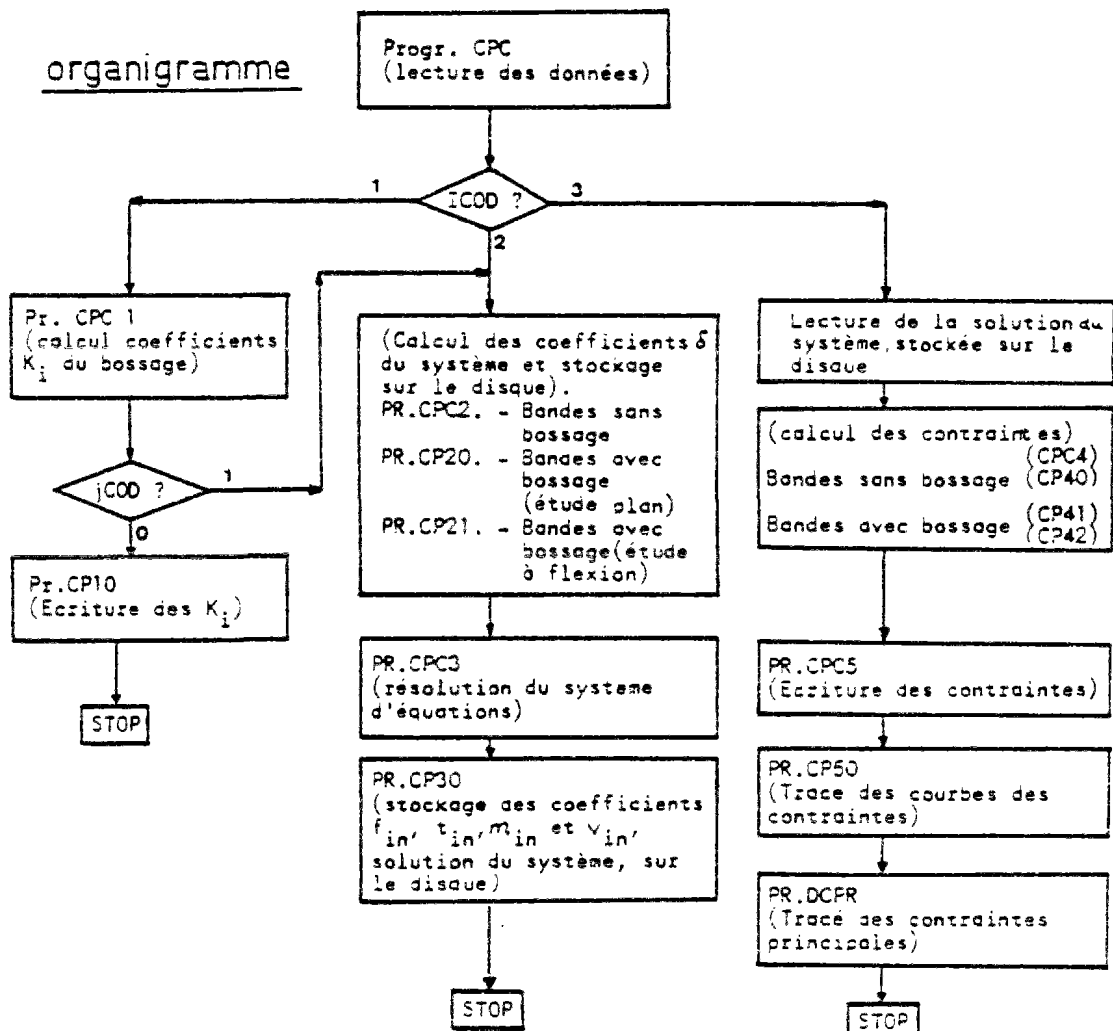 organigramme
Progr. CPC
(lecture des données)
ICOD ?
1
3
2
Pr. CPC 1
(calcul coefficients
K_i du bossage)
jCOD ?
1
0
Pr.CP10
(Ecriture des K_i)
STOP
(Calcul des coefficients δ
du système et stockage
sur le disque).
PR.CPC2. - Bandes sans
bossage
PR.CP20. - Bandes avec
bossage
(étude plan)
PR.CP21. - Bandes avec
bossage(étude
à flexion)
PR.CPC3
(résolution du systeme
d'équations)
PR.CP30
(stockage des coefficients
f_in, t_in, m_in et v_in,
solution du système, sur
le disque)
STOP
Lecture de la solution du
système, stockée sur le
disque
(calcul des contraintes)
Bandes sans bossage (CPC4)
(CP40)
Bandes avec bossage (CP41)
(CP42)
PR.CPC5
(Ecriture des contraintes)
PR.CP50
(Trace des courbes des
contraintes)
PR.DCPR
(Tracé des contraintes
principales)
STOP